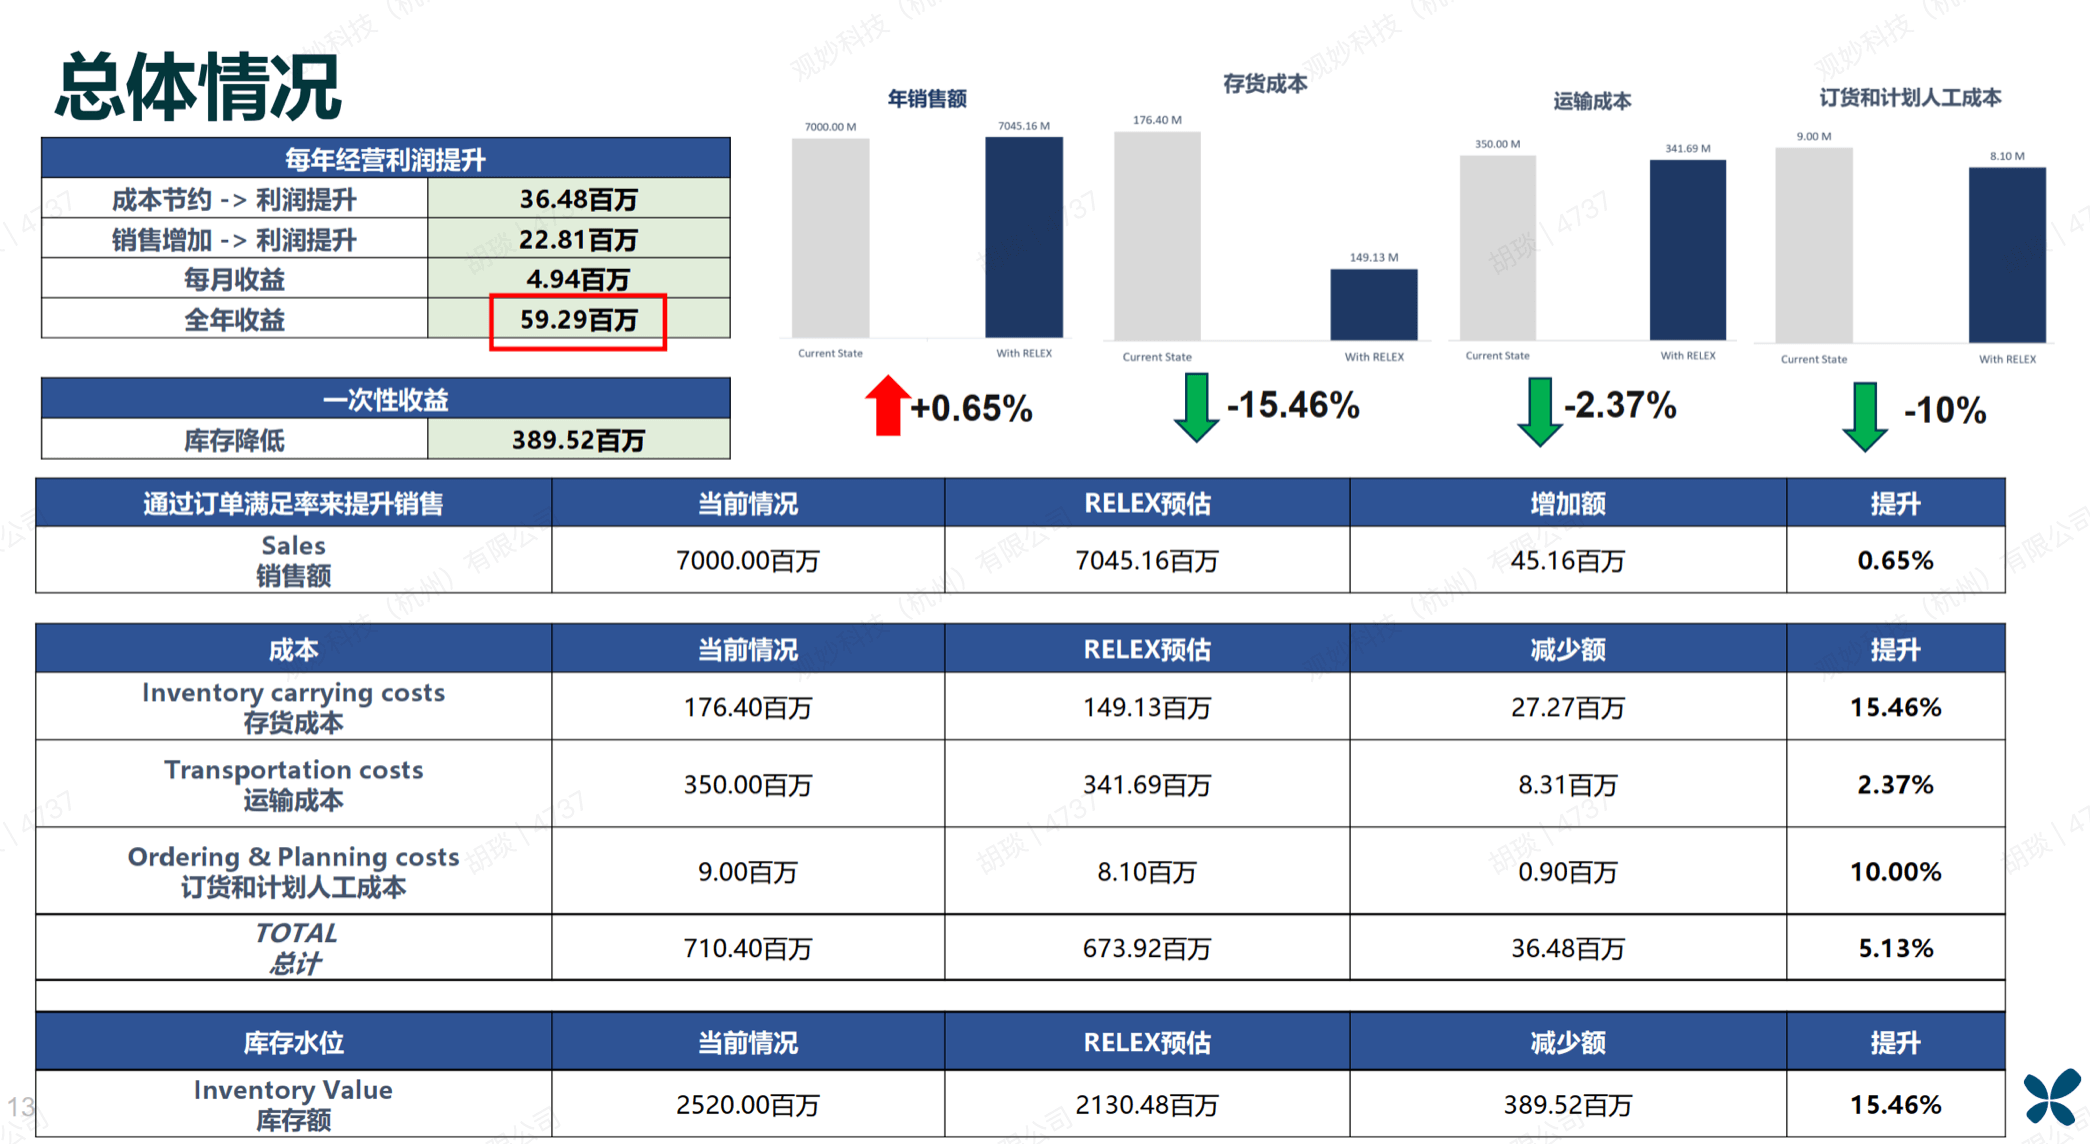 总体情况
每年经营利润提升
成本节约 -> 利润提升 36.48百万
销售增加 -> 利润提升 22.81百万
每月收益 4.94百万
全年收益 59.29百万
一次性收益
库存降低 389.52百万
年销售额
7000.00 M 7045.16 M
Current State With RELEX
+0.65%
存货成本
176.40 M 149.13 M
Current State With RELEX
-15.46%
运输成本
350.00 M 341.69 M
Current State With RELEX
-2.37%
订货和计划人工成本
9.00 M 8.10 M
Current State With RELEX
-10%
通过订单满足率来提升销售 当前情况 RELEX预估 增加额 提升
Sales
销售额 7000.00百万 7045.16百万 45.16百万 0.65%
成本 当前情况 RELEX预估 减少额 提升
Inventory carrying costs
存货成本 176.40百万 149.13百万 27.27百万 15.46%
Transportation costs
运输成本 350.00百万 341.69百万 8.31百万 2.37%
Ordering & Planning costs
订货和计划人工成本 9.00百万 8.10百万 0.90百万 10.00%
TOTAL
总计 710.40百万 673.92百万 36.48百万 5.13%
库存水位 当前情况 RELEX预估 减少额 提升
Inventory Value
库存额 2520.00百万 2130.48百万 389.52百万 15.46%
13
观妙科技（杭州）有限公司
胡琰 | 4737